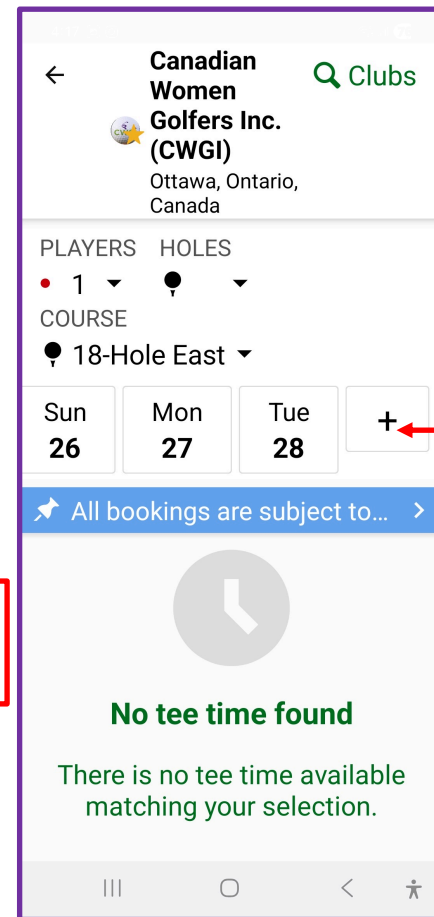 Canadian
Women
Golfers Inc.
(CWGI)
Ottawa, Ontario,
Canada
Clubs
PLAYERS HOLES
1
COURSE
18-Hole East
Sun Mon Tue +
26 27 28
All bookings are subject to... >
No tee time found
There is no tee time available
matching your selection.